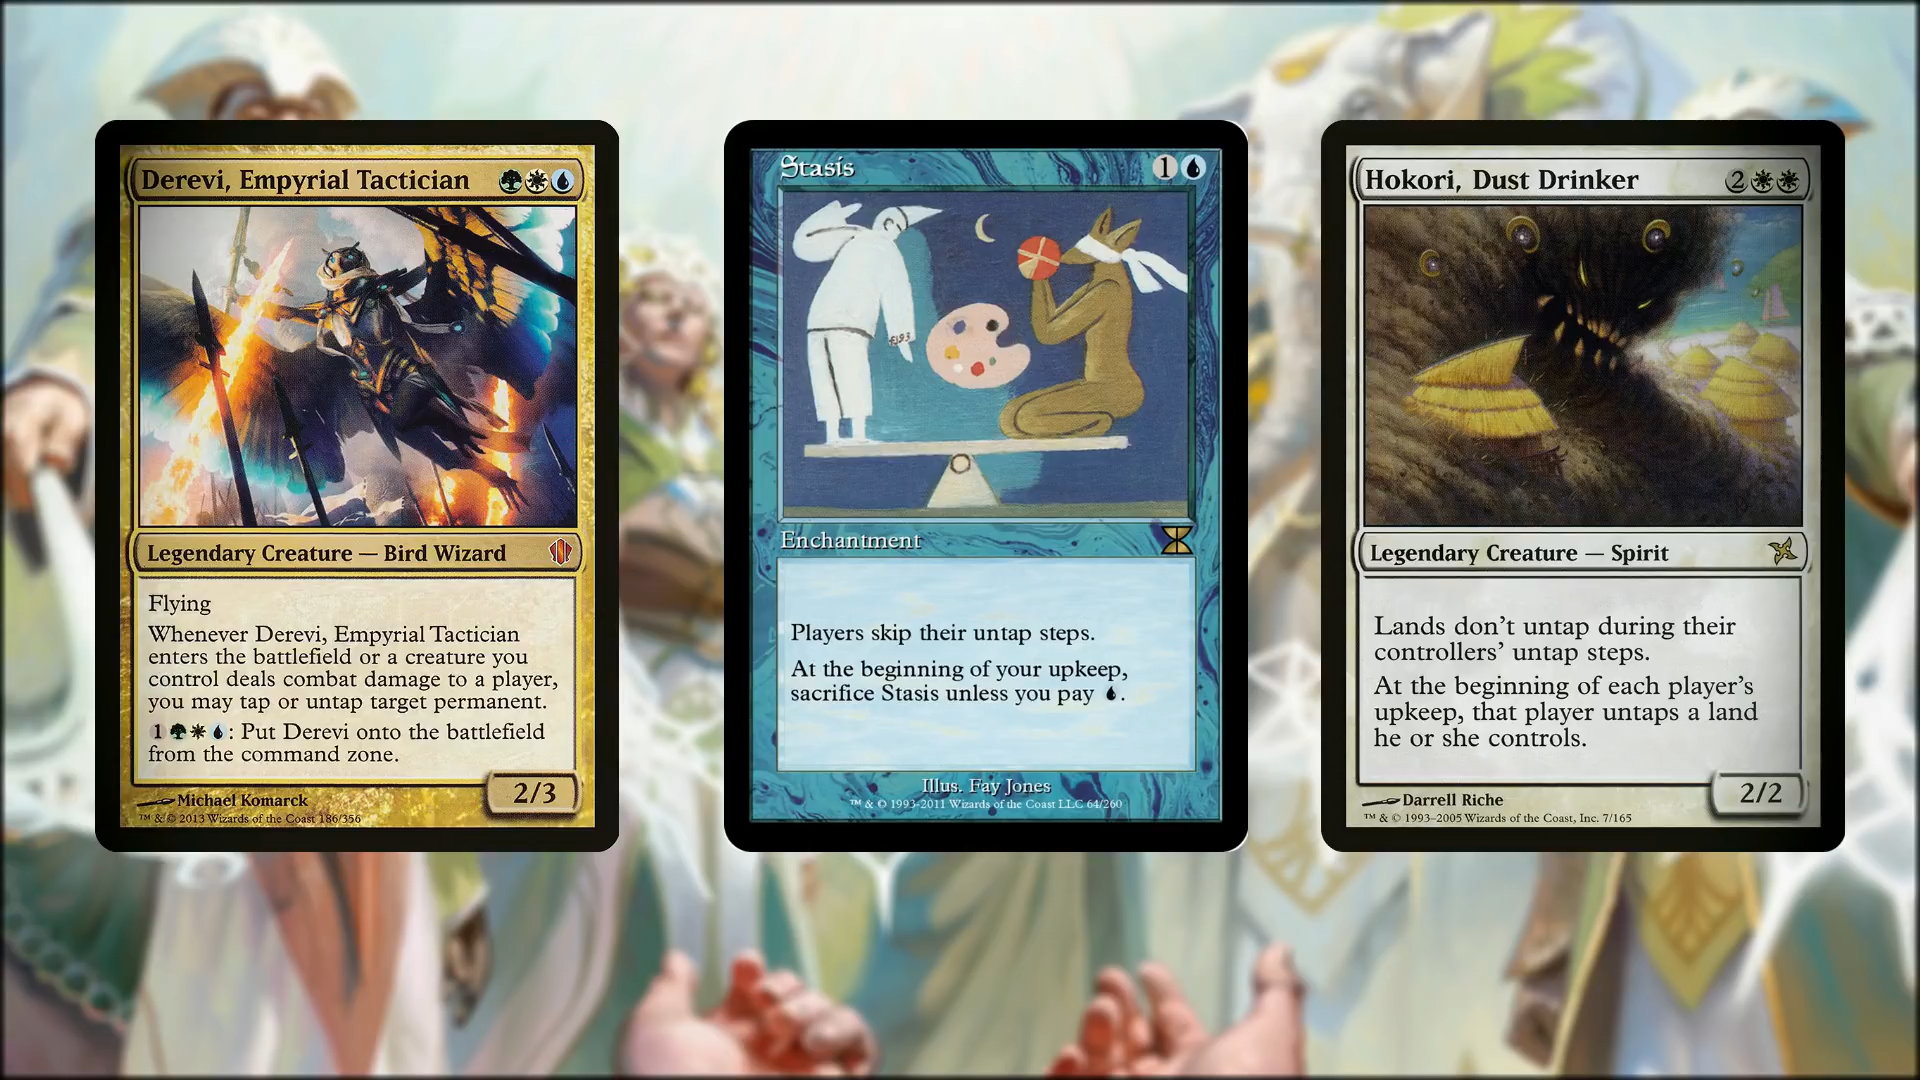 Derevi, Empyrial Tactician
Legendary Creature — Bird Wizard
Flying
Whenever Derevi, Empyrial Tactician
enters the battlefield or a creature you
control deals combat damage to a player,
you may tap or untap target permanent.
1: Put Derevi onto the battlefield
from the command zone.
2/3
Michael Komarck
™ & © 2013 Wizards of the Coast 186/356
Stasis
1
Enchantment
Players skip their untap steps.
At the beginning of your upkeep,
sacrifice Stasis unless you pay .
Illus. Fay Jones
™ & © 1993-2011 Wizards of the Coast LLC 64/260
Hokori, Dust Drinker
2
Legendary Creature — Spirit
Lands don't untap during their
controllers' untap steps.
At the beginning of each player's
upkeep, that player untaps a land
he or she controls.
2/2
Darrell Riche
™ & © 1993–2005 Wizards of the Coast, Inc. 7/165